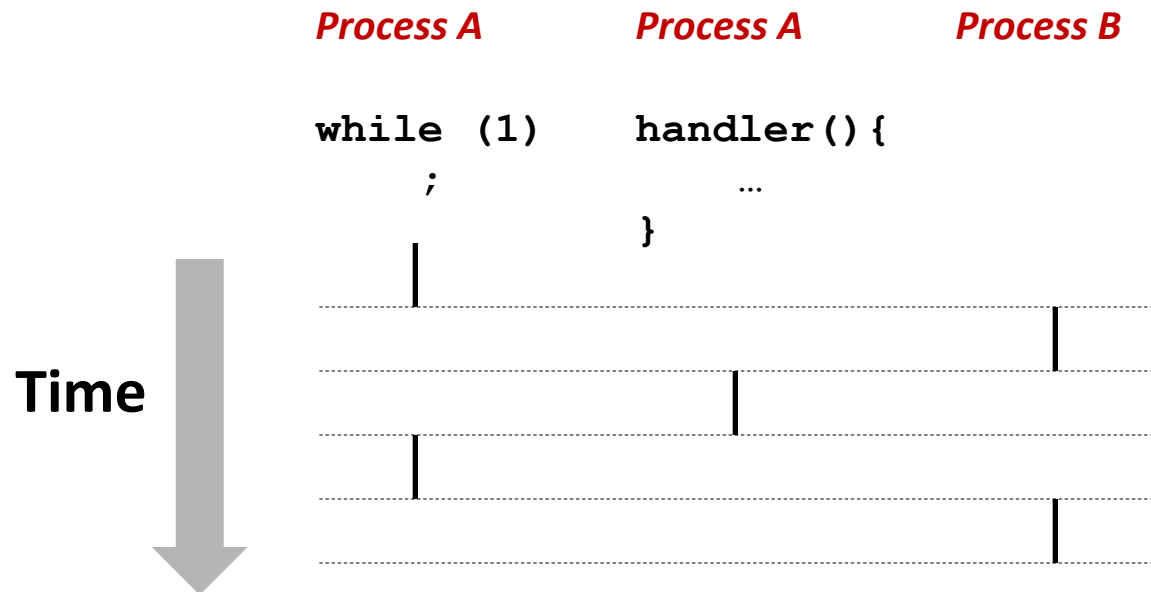 Process A Process A Process B
while (1) handler(){
; …
}
Time